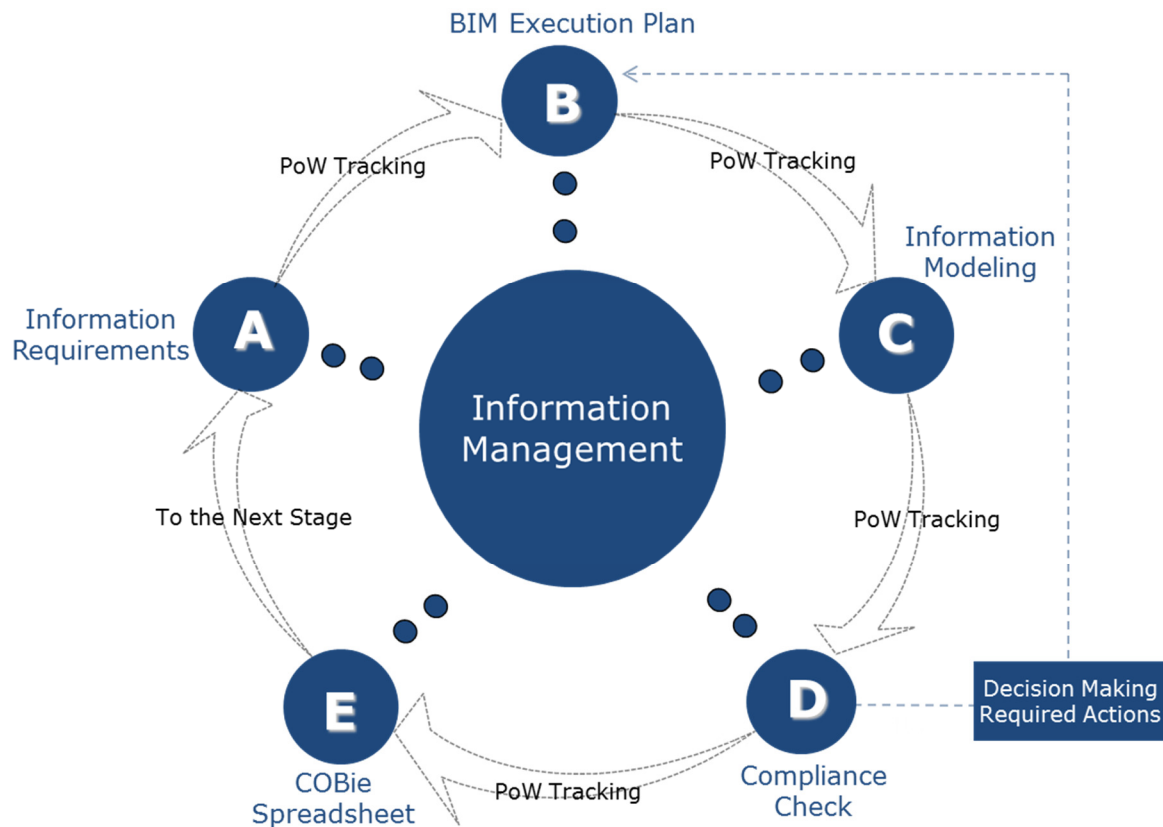 BIM Execution Plan
B
PoW Tracking
PoW Tracking
Information
Modeling
A
Information
Requirements
C
Information
Management
To the Next Stage
PoW Tracking
E
D
Decision Making
Required Actions
COBie
Spreadsheet
PoW Tracking
Compliance
Check